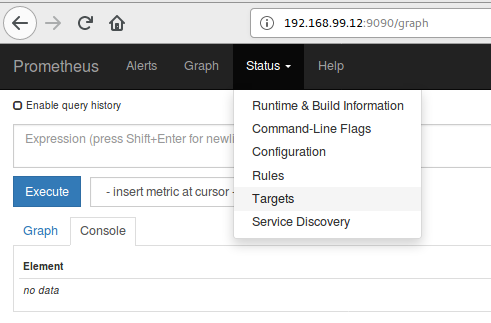 192.168.99.12:9090/graph
Prometheus Alerts Graph Status Help
Enable query history
Runtime & Build Information
Command-Line Flags
Expression (press Shift+Enter for newli
Configuration
Rules
Execute - insert metric at cursor -
Targets
Service Discovery
Graph Console
Element
no data